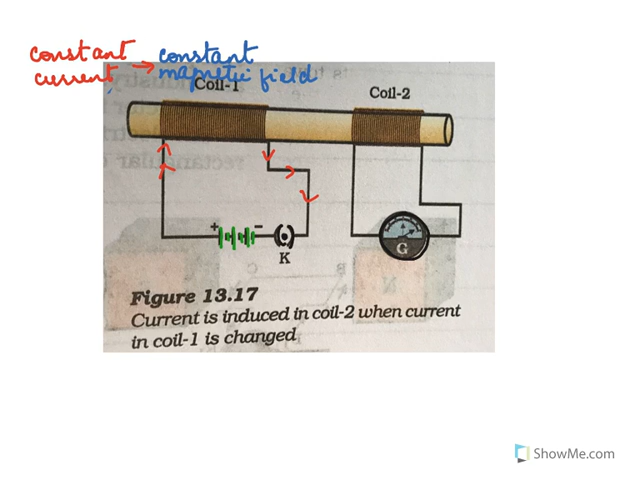 constant → constant
current, magnetic field
Coil-1
Coil-2
+ −
K
G
Figure 13.17
Current is induced in coil-2 when current
in coil-1 is changed
ShowMe.com